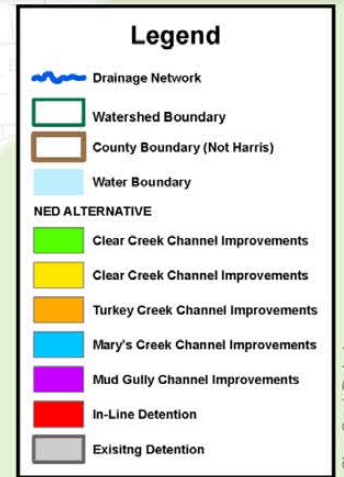 Legend
Drainage Network
Watershed Boundary
County Boundary (Not Harris)
Water Boundary
NED ALTERNATIVE
Clear Creek Channel Improvements
Clear Creek Channel Improvements
Turkey Creek Channel Improvements
Mary's Creek Channel Improvements
Mud Gully Channel Improvements
In-Line Detention
Exisitng Detention